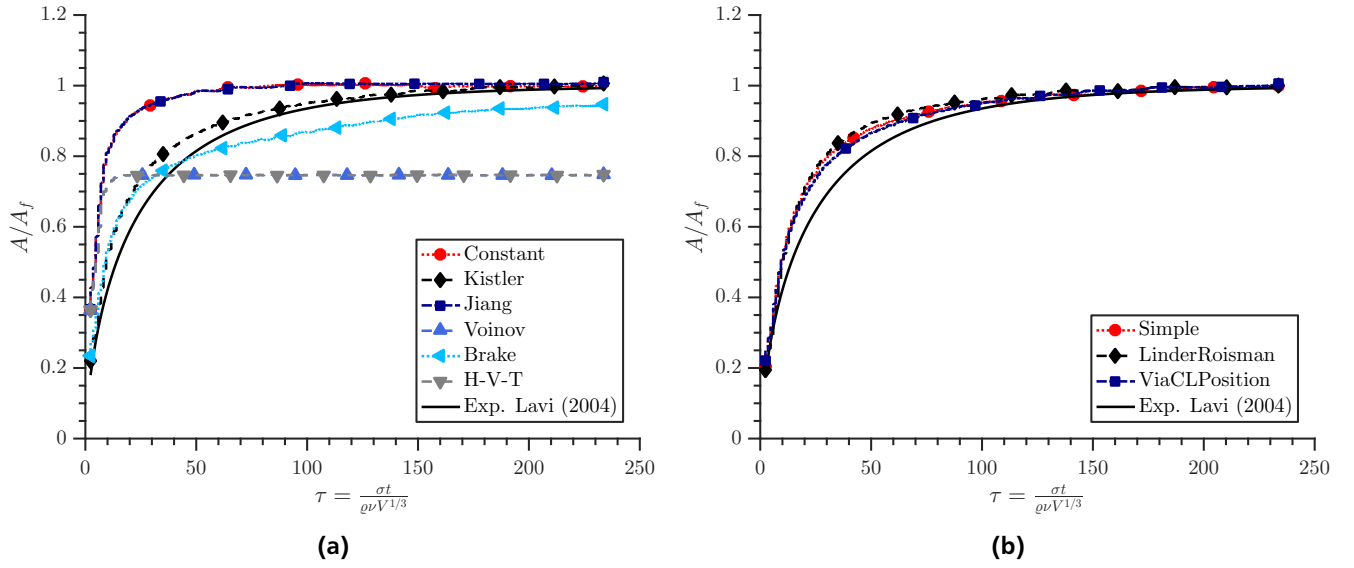 1.2
1
0.8
0.6
0.4
0.2
0
A/A_f
0 50 100 150 200 250
τ = σt / ϱνV^{1/3}
Constant
Kistler
Jiang
Voinov
Brake
H-V-T
Exp. Lavi (2004)
(a)
1.2
1
0.8
0.6
0.4
0.2
0
A/A_f
0 50 100 150 200 250
τ = σt / ϱνV^{1/3}
Simple
LinderRoisman
ViaCLPosition
Exp. Lavi (2004)
(b)